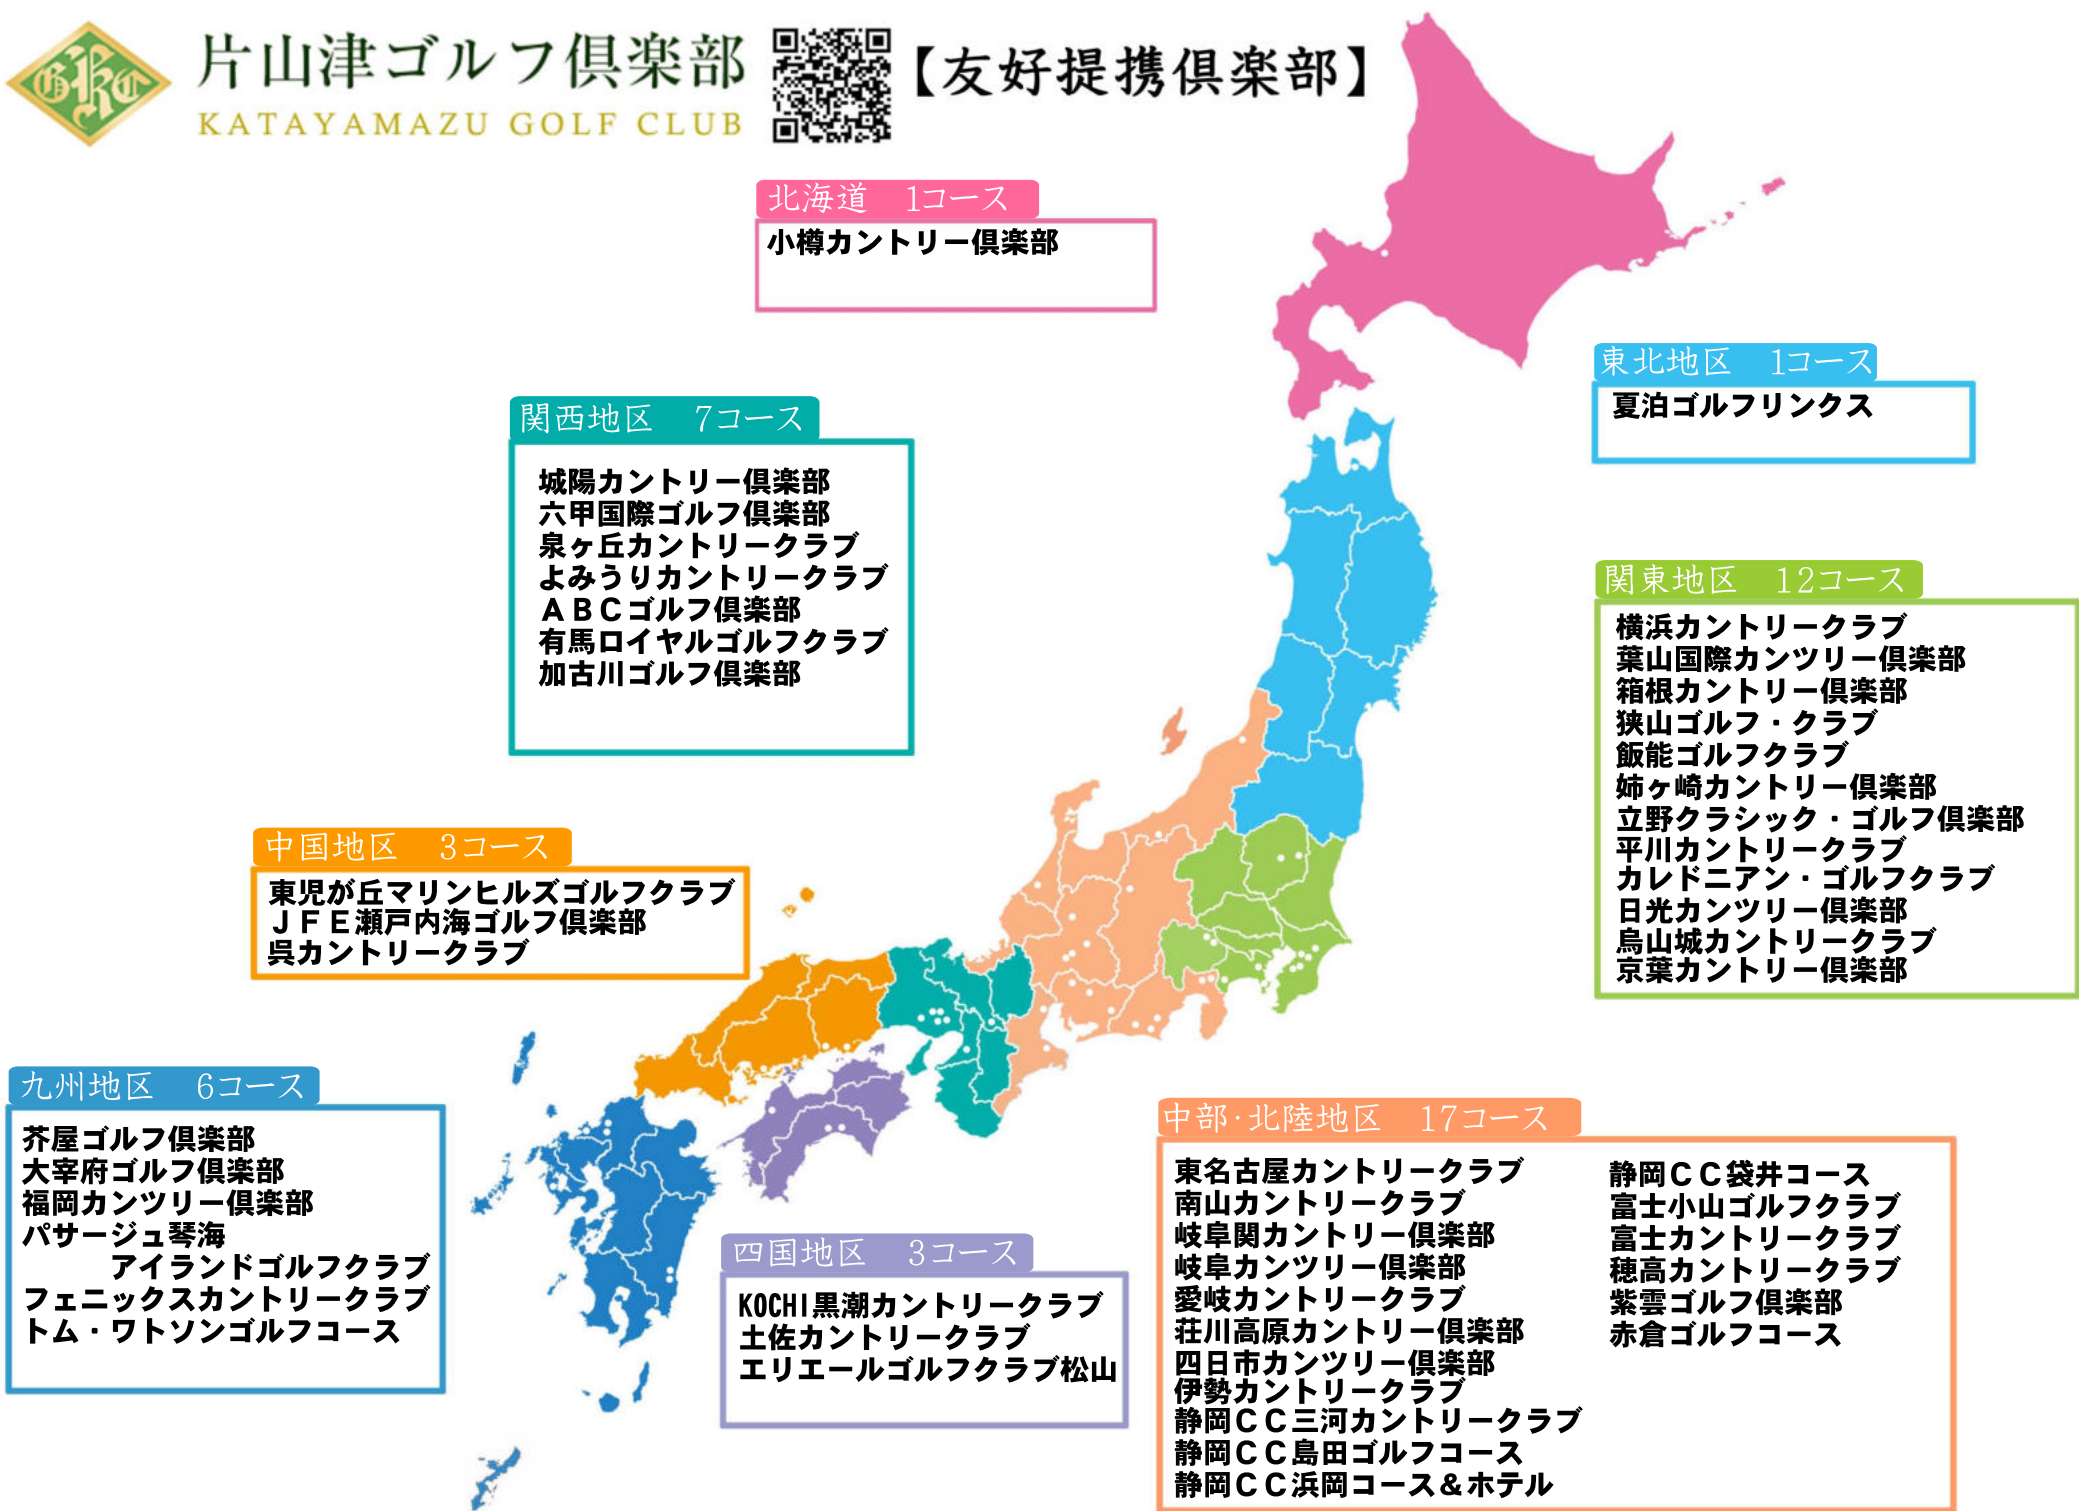 GKC
片山津ゴルフ倶楽部
KATAYAMAZU GOLF CLUB
【友好提携倶楽部】
北海道 1コース
小樽カントリー倶楽部
東北地区 1コース
夏泊ゴルフリンクス
関西地区 7コース
城陽カントリー倶楽部
六甲国際ゴルフ倶楽部
泉ヶ丘カントリークラブ
よみうりカントリークラブ
ABCゴルフ倶楽部
有馬ロイヤルゴルフクラブ
加古川ゴルフ倶楽部
関東地区 12コース
横浜カントリークラブ
葉山国際カンツリー倶楽部
箱根カントリー倶楽部
狭山ゴルフ・クラブ
飯能ゴルフクラブ
姉ヶ崎カントリー倶楽部
立野クラシック・ゴルフ倶楽部
平川カントリークラブ
カレドニアン・ゴルフクラブ
日光カンツリー倶楽部
烏山城カントリークラブ
京葉カントリー倶楽部
中国地区 3コース
東児が丘マリンヒルズゴルフクラブ
JFE瀬戸内海ゴルフ倶楽部
呉カントリークラブ
九州地区 6コース
芥屋ゴルフ倶楽部
大宰府ゴルフ倶楽部
福岡カンツリー倶楽部
パサージュ琴海
アイランドゴルフクラブ
フェニックスカントリークラブ
トム・ワトソンゴルフコース
四国地区 3コース
KOCHI黒潮カントリークラブ
土佐カントリークラブ
エリエールゴルフクラブ松山
中部・北陸地区 17コース
東名古屋カントリークラブ
南山カントリークラブ
岐阜関カントリー倶楽部
岐阜カンツリー倶楽部
愛岐カントリークラブ
荘川高原カントリー倶楽部
四日市カンツリー倶楽部
伊勢カントリークラブ
静岡CC三河カントリークラブ
静岡CC島田ゴルフコース
静岡CC浜岡コース＆ホテル
静岡CC袋井コース
富士小山ゴルフクラブ
富士カントリークラブ
穂高カントリークラブ
紫雲ゴルフ倶楽部
赤倉ゴルフコース